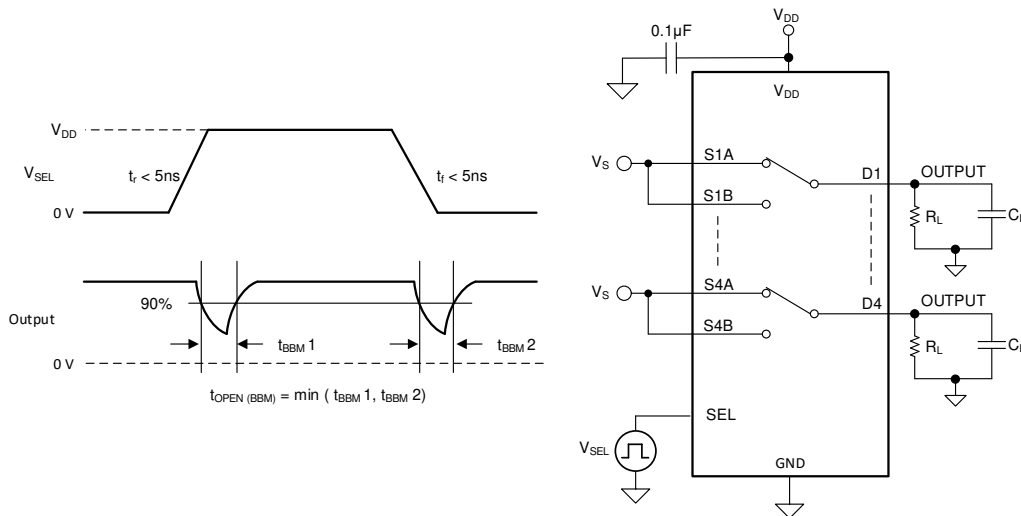 V_DD
V_SEL
t_r < 5ns
t_f < 5ns
0 V
90%
Output
t_BBM 1
t_BBM 2
0 V
t_OPEN (BBM) = min ( t_BBM 1, t_BBM 2)
V_DD
0.1µF
V_DD
V_S
S1A
D1
OUTPUT
S1B
R_L
V_S
S4A
D4
OUTPUT
S4B
R_L
SEL
V_SEL
GND